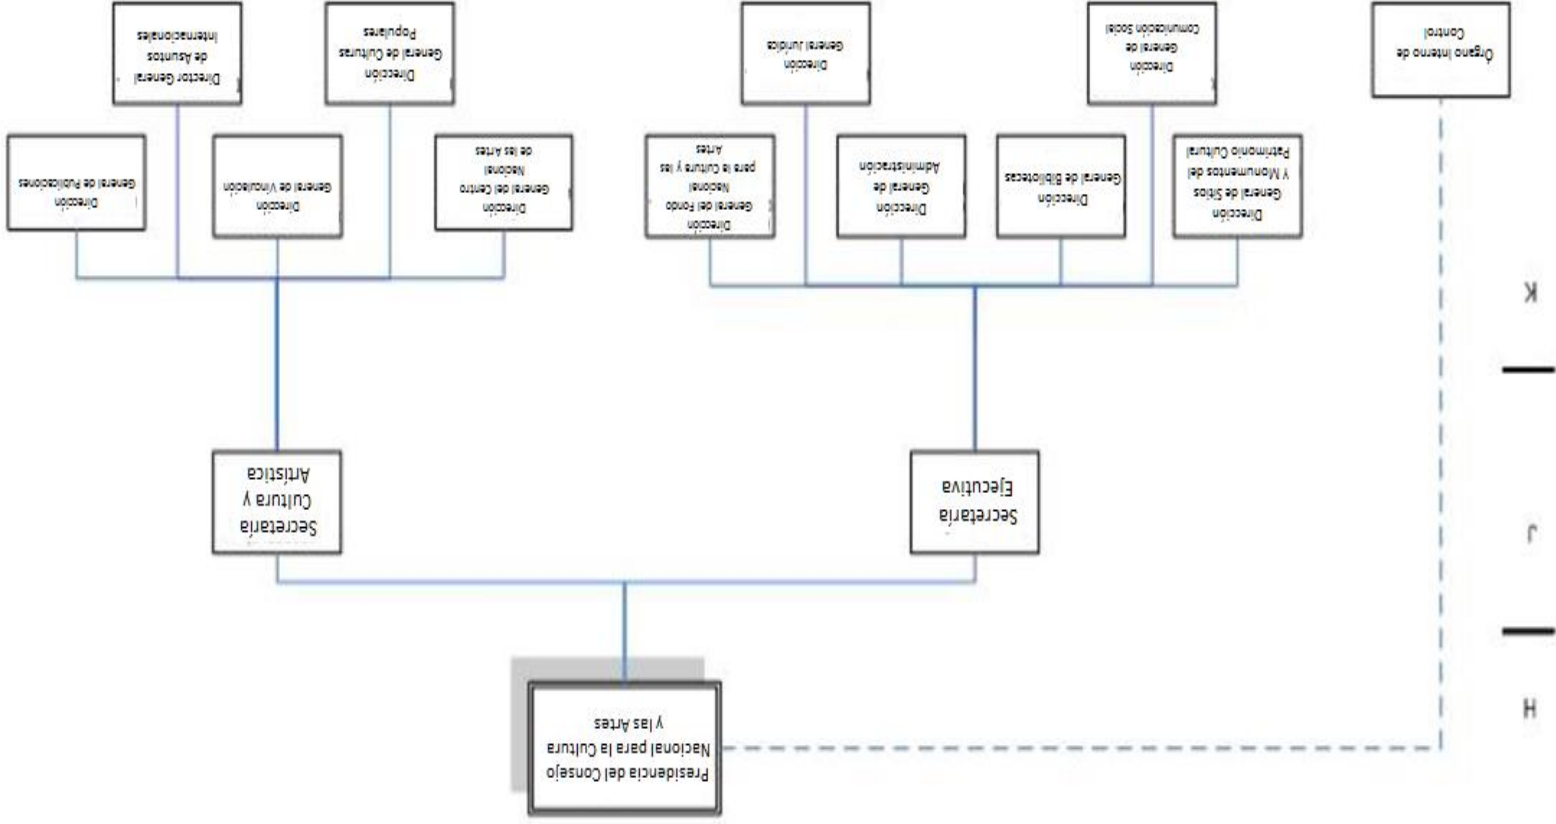 Presidencia del Consejo
Nacional para la Cultura
y las Artes
H
Secretaría
Ejecutiva
Secretaría
Cultura y
Artística
J
K
Dirección
General de Sitios
Y Monumentos del
Patrimonio Cultural
Dirección
General de Bibliotecas
Dirección
General de
Administración
Dirección
General del Fondo
Nacional
para la Cultura y las
Artes
Dirección
General del Centro
Nacional
de las Artes
Dirección
General de Vinculación
Dirección
General de Publicaciones
Órgano Interno de
Control
Dirección
General de
Comunicación Social
Dirección
General Jurídica
Dirección
General de Culturas
Populares
Director General
de Asuntos
Internacionales